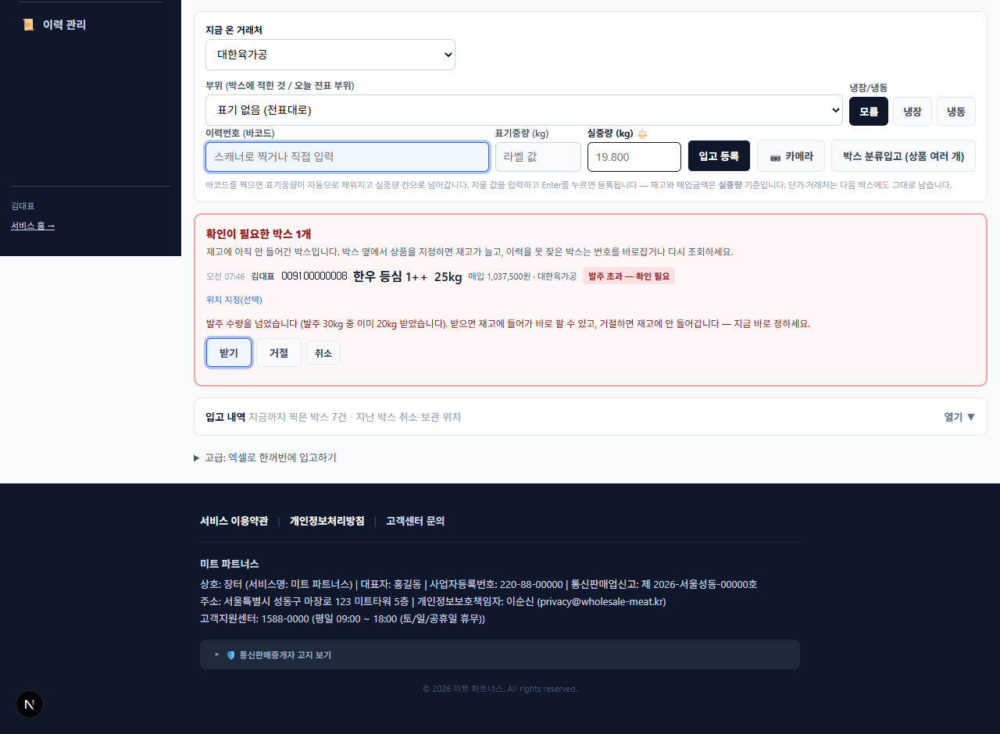 이력 관리
김대표
서비스 홈 →
지금 온 거래처
대한육가공
부위 (박스에 적힌 것 / 오늘 전표 부위)
냉장/냉동
표기 없음 (전표대로)
모름
냉장
냉동
이력번호 (바코드)
표기중량 (kg)
실중량 (kg)
스캐너로 찍거나 직접 입력
라벨 값
19.800
입고 등록
카메라
박스 분류입고 (상품 여러 개)
바코드를 찍으면 표기중량이 자동으로 채워지고 실중량 칸으로 넘어갑니다. 저울 값을 입력하고 Enter를 누르면 등록됩니다 — 재고와 매입금액은 실중량 기준입니다. 단가·거래처는 다음 박스에도 그대로 남습니다.
확인이 필요한 박스 1개
재고에 아직 안 들어간 박스입니다. 박스 옆에서 상품을 지정하면 재고가 늘고, 이력을 못 찾은 박스는 번호를 바로잡거나 다시 조회하세요.
오전 07:46 김대표 009100000008 한우 등심 1++ 25kg 매입 1,037,500원 · 대한육가공 발주 초과 — 확인 필요
위치 지정(선택)
발주 수량을 넘었습니다 (발주 30kg 중 이미 20kg 받았습니다). 받으면 재고에 들어가 바로 팔 수 있고, 거절하면 재고에 안 들어갑니다 — 지금 바로 정하세요.
받기
거절
취소
입고 내역 지금까지 찍은 박스 7건 · 지난 박스 취소·보관 위치
열기 ▼
▶ 고급: 엑셀로 한꺼번에 입고하기
서비스 이용약관 | 개인정보처리방침 | 고객센터 문의
미트 파트너스
상호: 장터 (서비스명: 미트 파트너스) | 대표자: 홍길동 | 사업자등록번호: 220-88-00000 | 통신판매업신고: 제 2026-서울성동-00000호
주소: 서울특별시 성동구 마장로 123 미트타워 5층 | 개인정보보호책임자: 이순신 (privacy@wholesale-meat.kr)
고객지원센터: 1588-0000 (평일 09:00 ~ 18:00 (토/일/공휴일 휴무))
▸ 통신판매중개자 고지 보기
© 2026 미트 파트너스. All rights reserved.
N